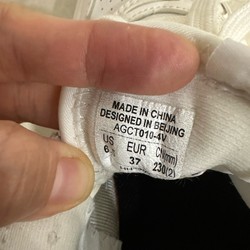 MADE IN CHINA
DESIGNED IN BEIJING
AGCT010-4V
US EUR CN(mm)
6 37 230(2)